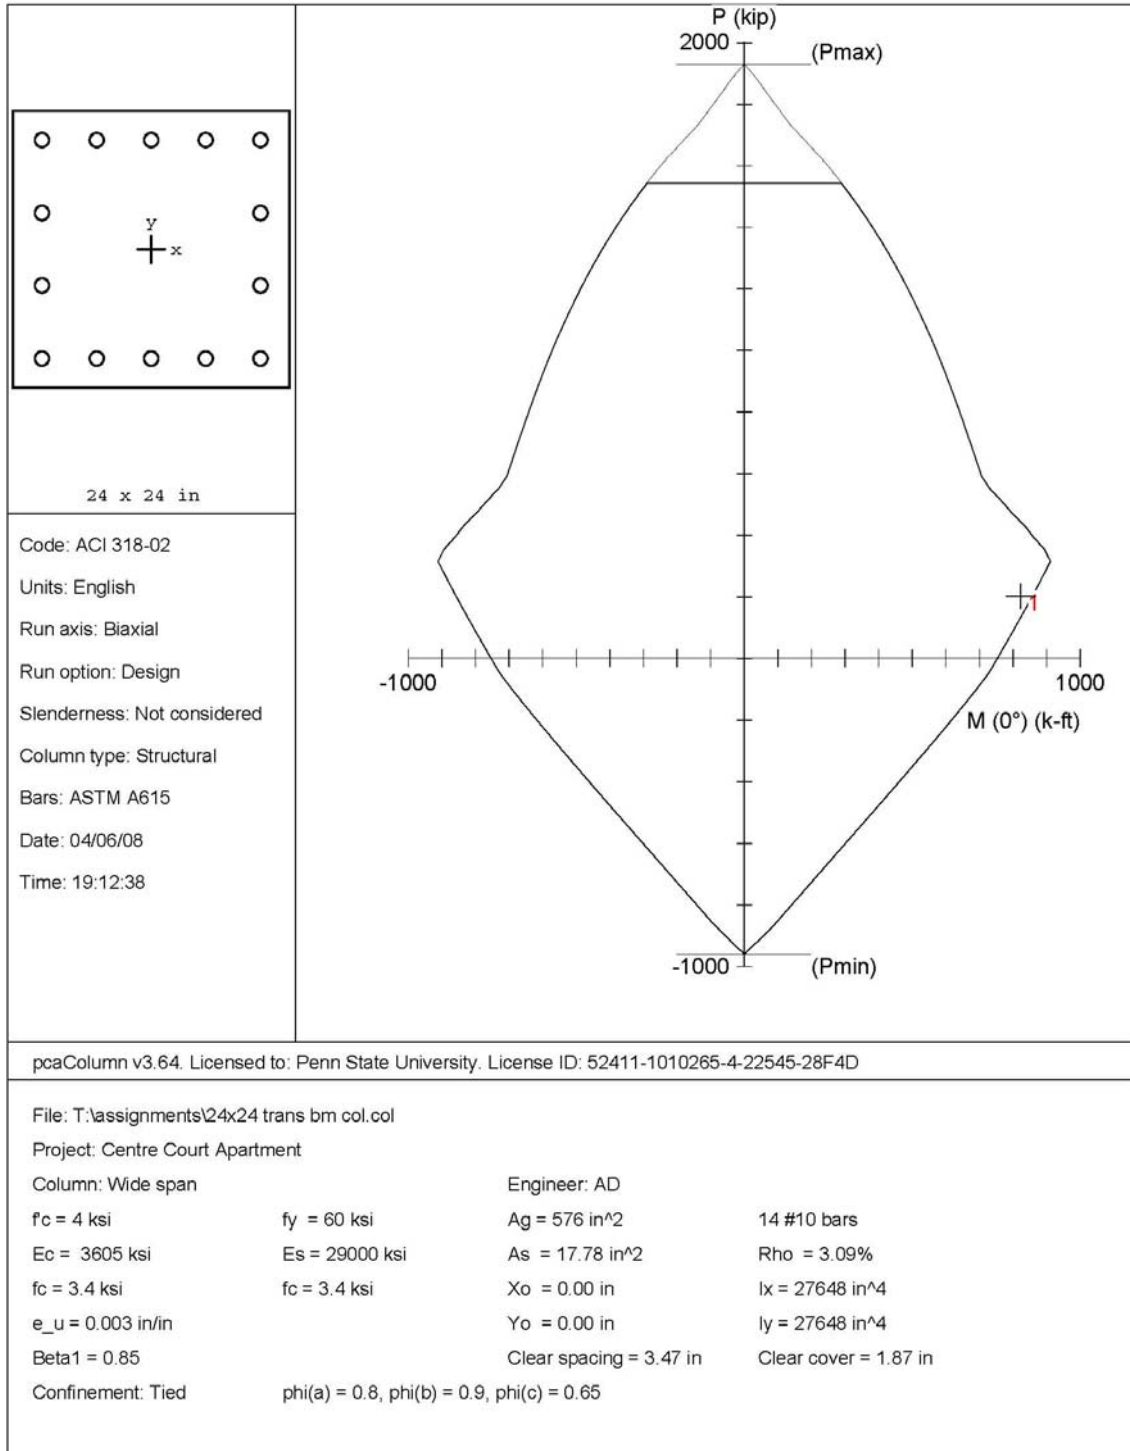 y
x
24 x 24 in
Code: ACI 318-02
Units: English
Run axis: Biaxial
Run option: Design
Slenderness: Not considered
Column type: Structural
Bars: ASTM A615
Date: 04/06/08
Time: 19:12:38
P (kip)
2000
(Pmax)
1
-1000
1000
M (0°) (k-ft)
-1000
(Pmin)
pcaColumn v3.64. Licensed to: Penn State University. License ID: 52411-1010265-4-22545-28F4D
File: T:\assignments\24x24 trans bm col.col
Project: Centre Court Apartment
Column: Wide span Engineer: AD
f'c = 4 ksi fy = 60 ksi Ag = 576 in^2 14 #10 bars
Ec = 3605 ksi Es = 29000 ksi As = 17.78 in^2 Rho = 3.09%
fc = 3.4 ksi fc = 3.4 ksi Xo = 0.00 in Ix = 27648 in^4
e_u = 0.003 in/in Yo = 0.00 in Iy = 27648 in^4
Beta1 = 0.85 Clear spacing = 3.47 in Clear cover = 1.87 in
Confinement: Tied phi(a) = 0.8, phi(b) = 0.9, phi(c) = 0.65